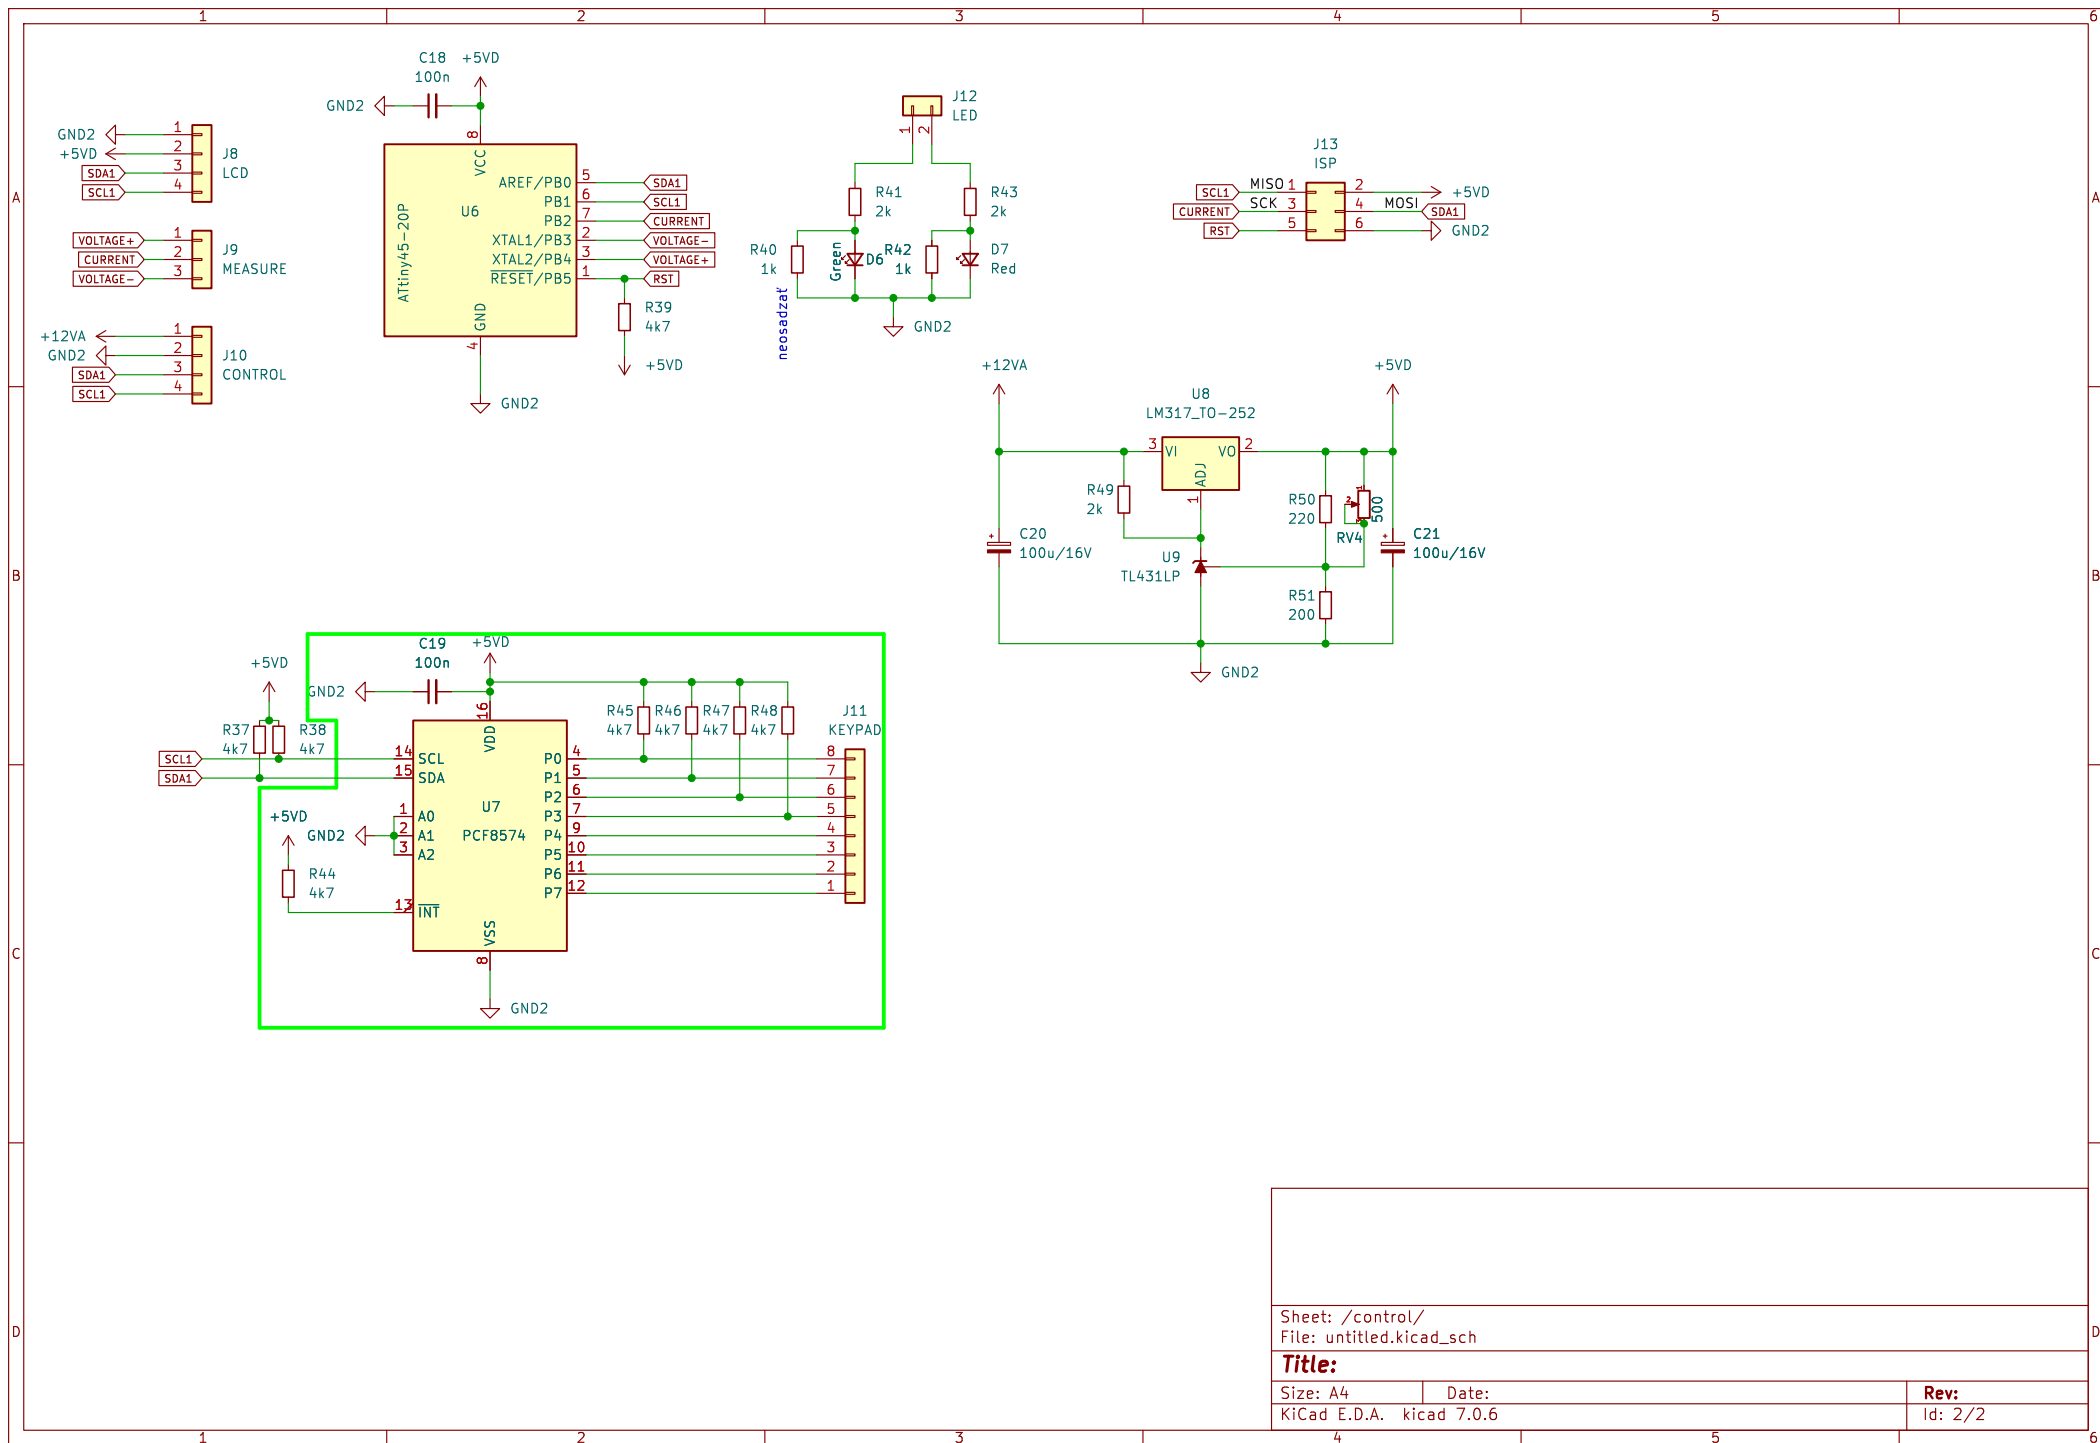 1 2 3 4 5 6
A
B
C
D
C18 +5VD
100n
GND2
8
VCC
U6
ATtiny45-20P
AREF/PB0 5 SDA1
PB1 6 SCL1
PB2 7 CURRENT
XTAL1/PB3 2 VOLTAGE-
XTAL2/PB4 3 VOLTAGE+
RESET/PB5 1 RST
GND
4
GND2
R39
4k7
+5VD
GND2 1
+5VD 2
SDA1 3
SCL1 4
J8
LCD
VOLTAGE+ 1
CURRENT 2
VOLTAGE- 3
J9
MEASURE
+12VA 1
GND2 2
SDA1 3
SCL1 4
J10
CONTROL
J12
LED
1 2
R41
2k
R43
2k
R40
1k
Green
D6
R42
1k
D7
Red
neosadzať
GND2
J13
ISP
SCL1 MISO 1 2 +5VD
CURRENT SCK 3 4 MOSI SDA1
RST 5 6 GND2
+12VA
+5VD
U8
LM317_TO-252
3 VI VO 2
ADJ
1
R49
2k
R50
220
1
2
500
RV4
C20
100u/16V
C21
100u/16V
U9
TL431LP
R51
200
GND2
+5VD
R37
4k7
R38
4k7
SCL1
SDA1
C19
100n
+5VD
GND2
16
VDD
14 SCL
15 SDA
1 A0
2 A1
3 A2
13 INT
U7
PCF8574
P0 4
P1 5
P2 6
P3 7
P4 9
P5 10
P6 11
P7 12
VSS
8
GND2
GND2
+5VD
R44
4k7
R45 R46 R47 R48
4k7 4k7 4k7 4k7
J11
KEYPAD
8
7
6
5
4
3
2
1
Sheet: /control/
File: untitled.kicad_sch
Title:
Size: A4 Date: Rev:
KiCad E.D.A. kicad 7.0.6 Id: 2/2
A
B
C
D
1 2 3 4 5 6